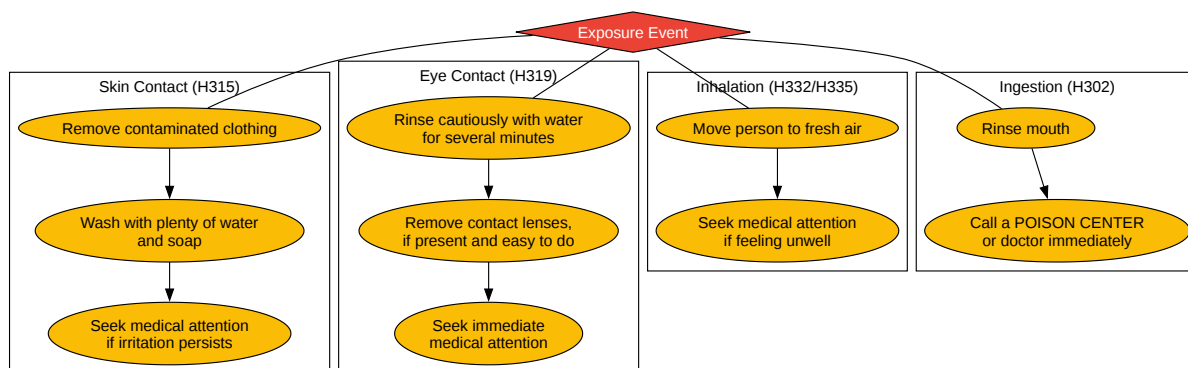 Exposure Event
Skin Contact (H315)
Remove contaminated clothing
Wash with plenty of water
and soap
Seek medical attention
if irritation persists
Eye Contact (H319)
Rinse cautiously with water
for several minutes
Remove contact lenses,
if present and easy to do
Seek immediate
medical attention
Inhalation (H332/H335)
Move person to fresh air
Seek medical attention
if feeling unwell
Ingestion (H302)
Rinse mouth
Call a POISON CENTER
or doctor immediately